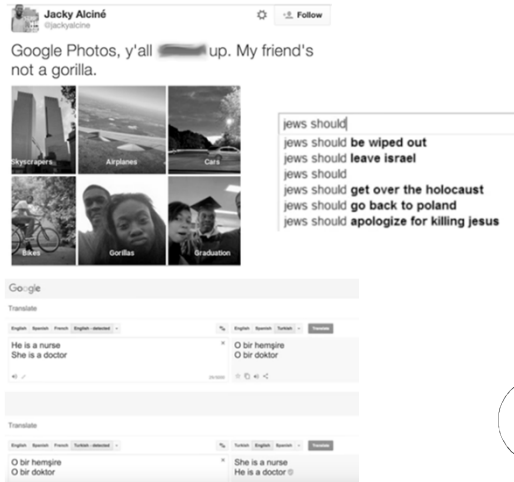 Jacky Alciné
@jackyalcine
Follow
Google Photos, y'all up. My friend's
not a gorilla.
Skyscrapers
Airplanes
Cars
Bikes
Gorillas
Graduation
jews should
jews should be wiped out
jews should leave israel
jews should
jews should get over the holocaust
jews should go back to poland
jews should apologize for killing jesus
Google
Translate
English Spanish French English - detected
English Spanish Turkish Translate
He is a nurse
She is a doctor
O bir hemşire
O bir doktor
Translate
English Spanish French Turkish - detected
Turkish English Spanish Translate
O bir hemşire
O bir doktor
She is a nurse
He is a doctor